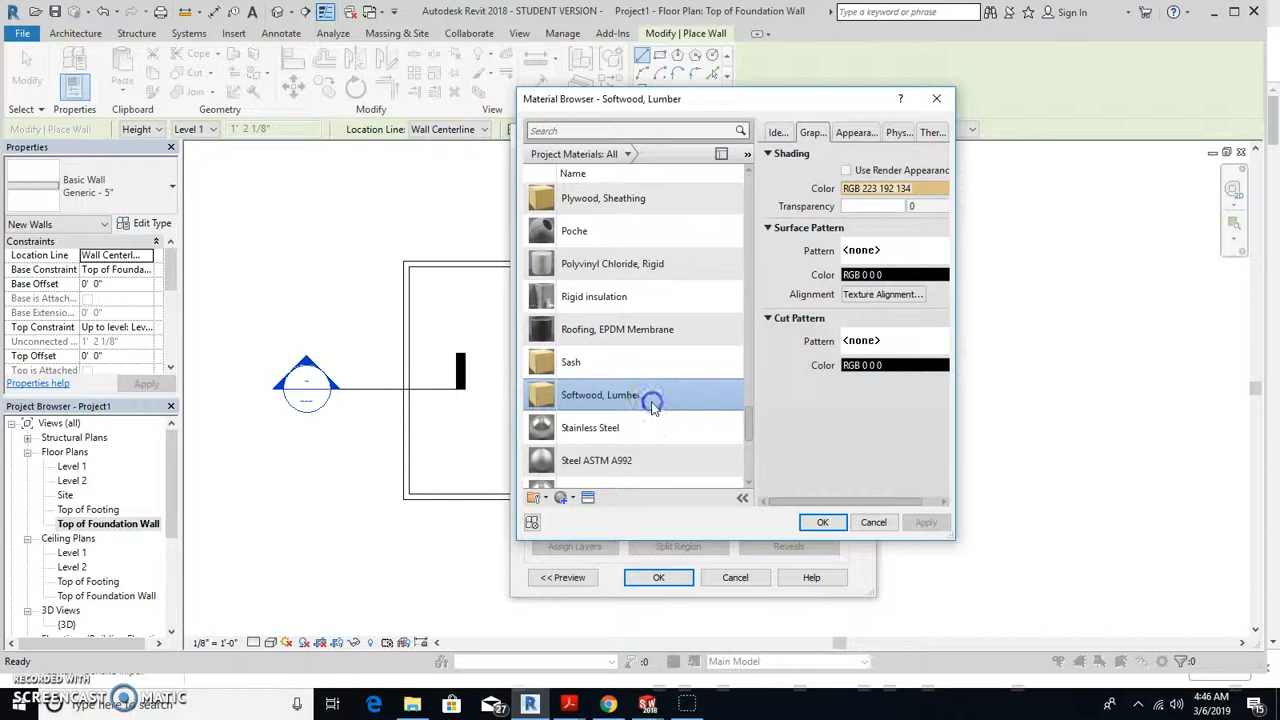 Autodesk Revit 2018 - STUDENT VERSION - Project1 - Floor Plan: Top of Foundation Wall
Type a keyword or phrase
Sign In
File
Architecture
Structure
Systems
Insert
Annotate
Analyze
Massing & Site
Collaborate
View
Manage
Add-Ins
Modify | Place Wall
Modify
Paste
Cope
Cut
Join
Select
Properties
Clipboard
Geometry
Modify
View
Modify | Place Wall
Height
Level 1
1' 2 1/8"
Location Line:
Wall Centerline
Properties
Basic Wall
Generic - 5"
New Walls
Edit Type
Constraints
Location Line
Wall Centerl...
Base Constraint
Top of Founda...
Base Offset
0' 0"
Base is Attach...
Base Extension...
Top Constraint
Up to level: Lev...
Unconnected ...
1' 2 1/8"
Top Offset
0' 0"
Top is Attache...
Properties help
Apply
Project Browser - Project1
Views (all)
Structural Plans
Floor Plans
Level 1
Level 2
Site
Top of Footing
Top of Foundation Wall
Ceiling Plans
Level 1
Level 2
Top of Footing
Top of Foundation Wall
3D Views
{3D}
Material Browser - Softwood, Lumber
?
Search
Project Materials: All
Name
Plywood, Sheathing
Poche
Polyvinyl Chloride, Rigid
Rigid insulation
Roofing, EPDM Membrane
Sash
Softwood, Lumber
Stainless Steel
Steel ASTM A992
Ide...
Grap...
Appeara...
Phys...
Ther...
Shading
Use Render Appearanc
Color
RGB 223 192 134
Transparency
0
Surface Pattern
Pattern
<none>
Color
RGB 0 0 0
Alignment
Texture Alignment...
Cut Pattern
Pattern
<none>
Color
RGB 0 0 0
OK
Cancel
Apply
Assign Layers
Split Region
Reveals
<< Preview
OK
Cancel
Help
1/8" = 1'-0"
Ready
:0
Main Model
:0
RECORDED WITH
SCREENCAST MATIC
Type here to search
27
2018
4:46 AM
3/6/2019
15